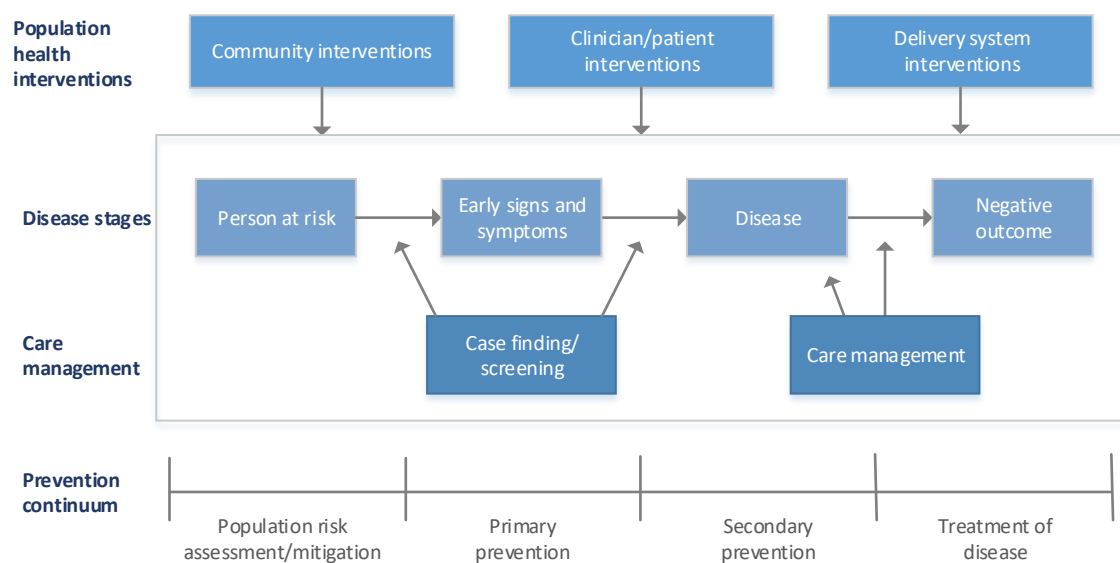 Population
health
interventions
Community interventions
Clinician/patient
interventions
Delivery system
interventions
Disease stages
Person at risk
Early signs and
symptoms
Disease
Negative
outcome
Care
management
Case finding/
screening
Care management
Prevention
continuum
Population risk
assessment/mitigation
Primary
prevention
Secondary
prevention
Treatment of
disease